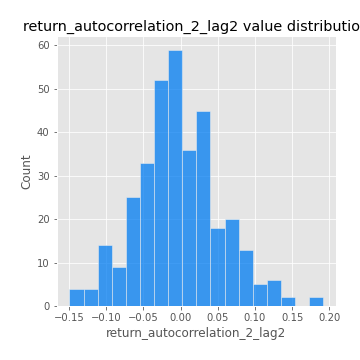 return_autocorrelation_2_lag2 value distributio
60
50
40
30
20
10
0
Count
−0.15 −0.10 −0.05 0.00 0.05 0.10 0.15 0.20
return_autocorrelation_2_lag2